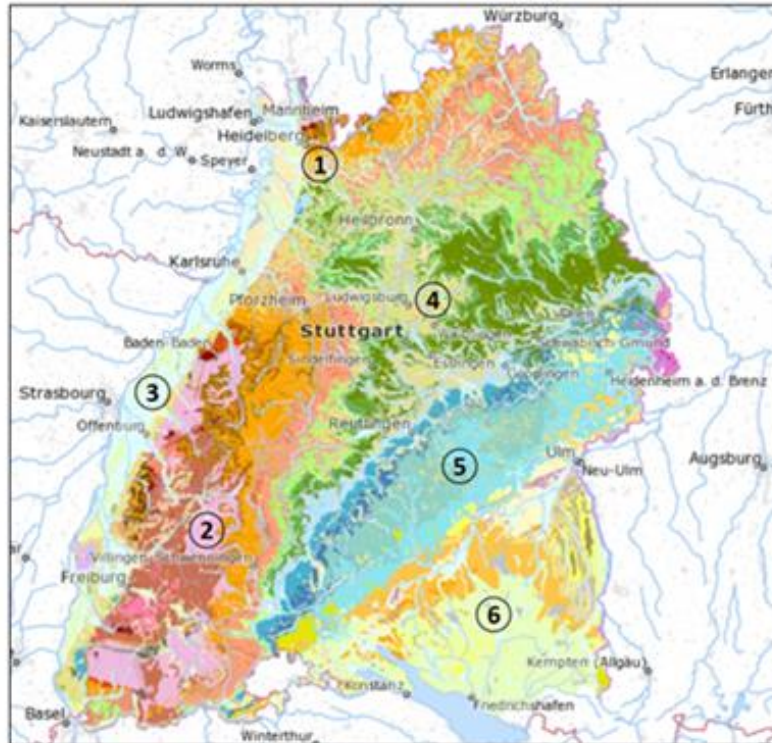 Würzburg
Worms
Erlangen
Mannheim
Ludwigshafen
Fürth
Kaiserslautern
Heidelberg
Neustadt a. d. W
Speyer
1
Heilbronn
Karlsruhe
Pforzheim
Ludwigsburg
4
Stuttgart
Baden-Baden
Sindelfingen
Esslingen
Schwäbisch Gmünd
Göppingen
Heidenheim a. d. Brenz
Strasbourg
3
Offenburg
Reutlingen
5
Ulm
Neu-Ulm
Augsburg
2
Villingen-Schwenningen
Freiburg
6
Kempten (Allgäu)
Konstanz
Friedrichshafen
Basel
Winterthur